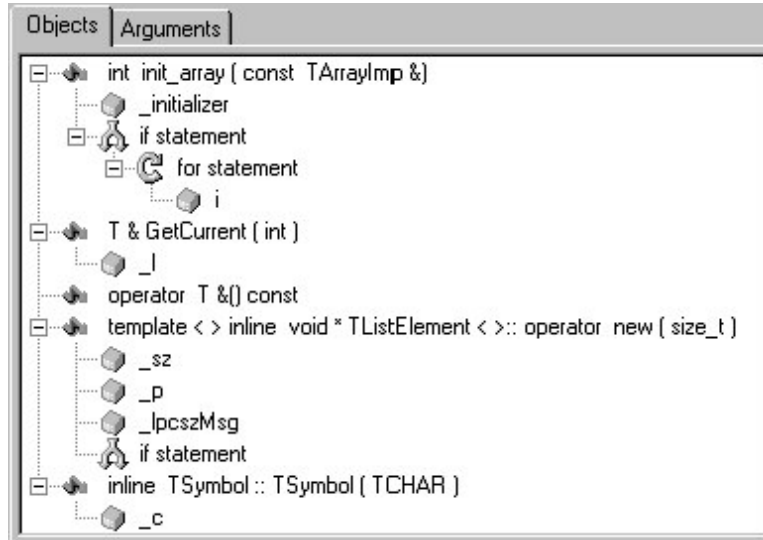 Objects Arguments
int init_array ( const TArrayImp &)
_initializer
if statement
for statement
i
T & GetCurrent ( int )
_I
operator T &() const
template < > inline void * TListElement < >:: operator new ( size_t )
_sz
_p
_lpcszMsg
if statement
inline TSymbol :: TSymbol ( TCHAR )
_c